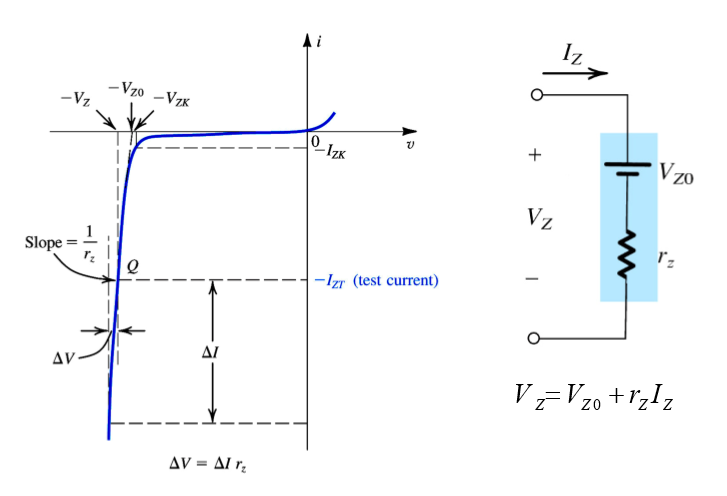 i
−V_Z
−V_Z0
−V_ZK
0
v
−I_ZK
Slope = 1/r_z
Q
−I_ZT (test current)
ΔV
ΔI
ΔV = ΔI r_z
I_Z
+
V_Z0
V_Z
r_z
−
V_Z = V_Z0 + r_Z I_Z